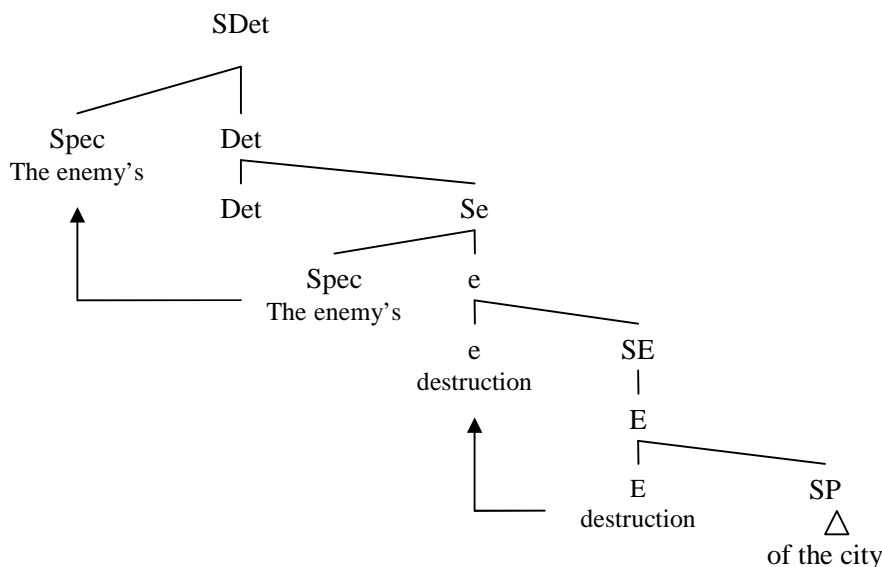 SDet
Spec Det
The enemy’s
Det Se
Spec e
The enemy’s
e SE
destruction
E
E SP
destruction
of the city